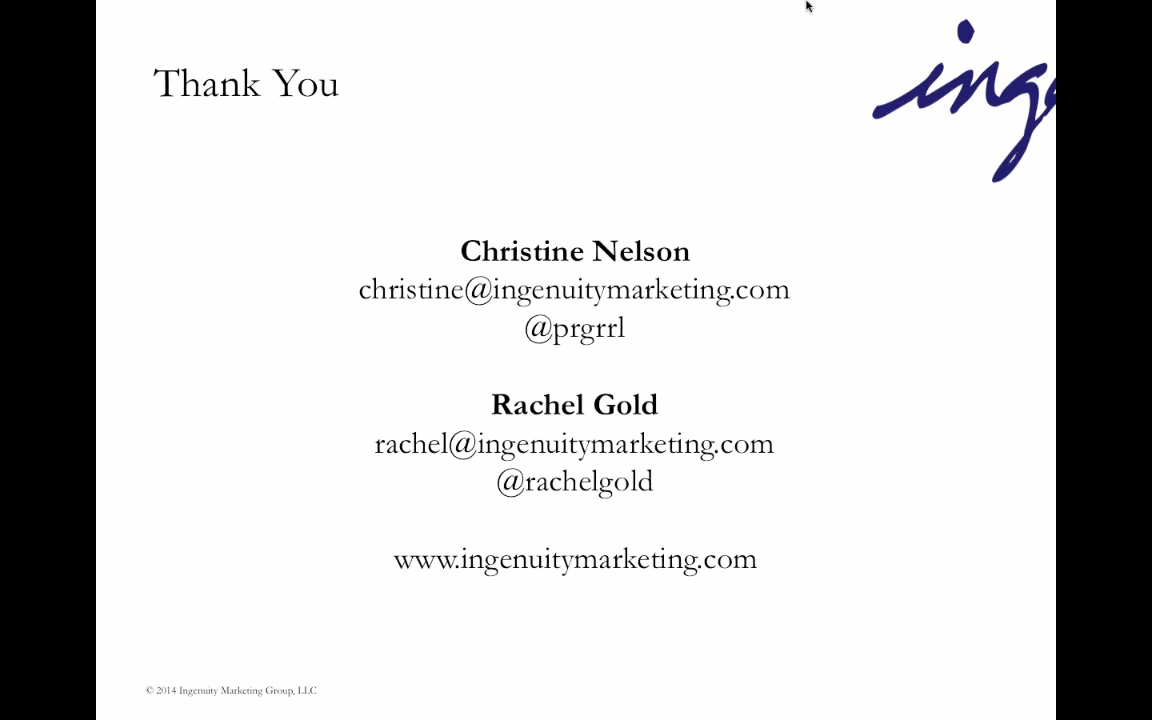 Thank You
ing
Christine Nelson
christine@ingenuitymarketing.com
@prgrrl
Rachel Gold
rachel@ingenuitymarketing.com
@rachelgold
www.ingenuitymarketing.com
© 2014 Ingenuity Marketing Group, LLC